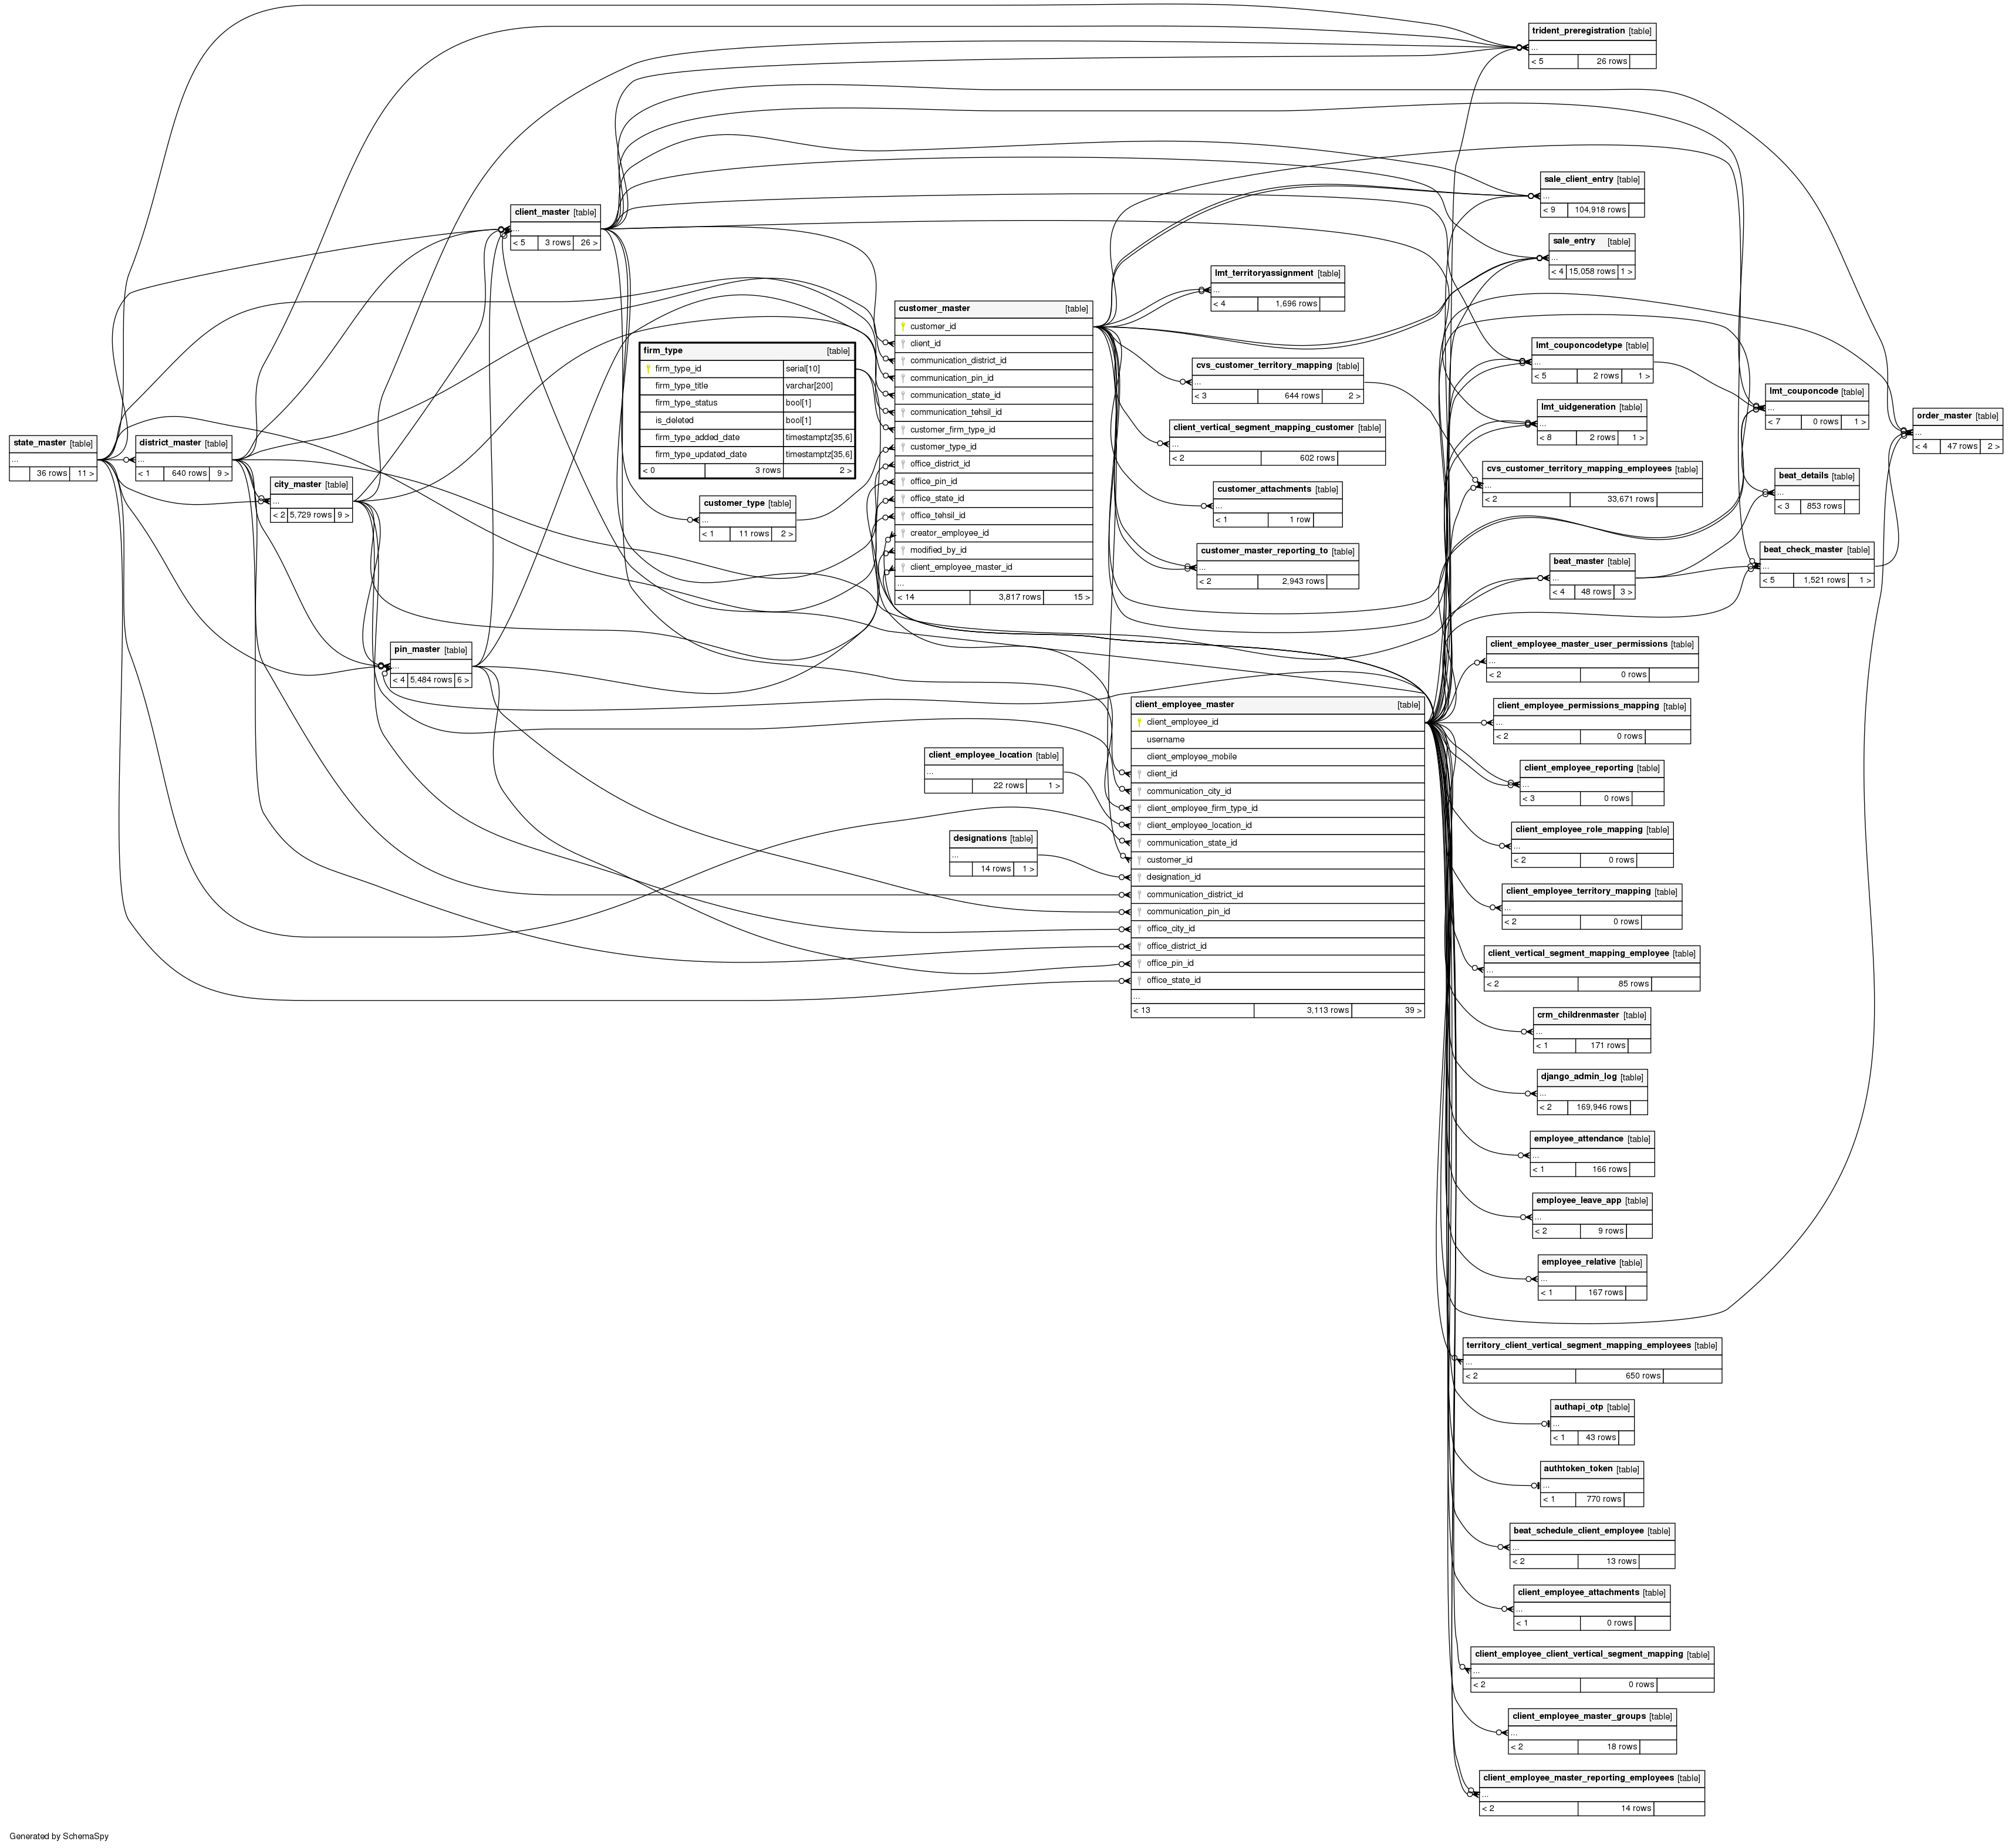 trident_preregistration [table]
...
< 5 26 rows
sale_client_entry [table]
...
< 9 104,918 rows
client_master [table]
...
< 5 3 rows 26 >
sale_entry [table]
...
< 4 15,058 rows 1 >
lmt_territoryassignment [table]
...
< 4 1,696 rows
customer_master [table]
customer_id
client_id
communication_district_id
communication_pin_id
communication_state_id
communication_tehsil_id
customer_firm_type_id
customer_type_id
office_district_id
office_pin_id
office_state_id
office_tehsil_id
creator_employee_id
modified_by_id
client_employee_master_id
...
< 14 3,817 rows 15 >
firm_type [table]
firm_type_id serial[10]
firm_type_title varchar[200]
firm_type_status bool[1]
is_deleted bool[1]
firm_type_added_date timestamptz[35,6]
firm_type_updated_date timestamptz[35,6]
< 0 3 rows 2 >
lmt_couponcodetype [table]
...
< 5 2 rows 1 >
cvs_customer_territory_mapping [table]
...
< 3 644 rows 2 >
lmt_couponcode [table]
...
< 7 0 rows 1 >
lmt_uidgeneration [table]
...
< 8 2 rows 1 >
order_master [table]
...
< 4 47 rows 2 >
client_vertical_segment_mapping_customer [table]
...
< 2 602 rows
state_master [table]
...
36 rows 11 >
district_master [table]
...
< 1 640 rows 9 >
city_master [table]
...
< 2 5,729 rows 9 >
cvs_customer_territory_mapping_employees [table]
...
< 2 33,671 rows
beat_details [table]
...
< 3 853 rows
customer_attachments [table]
...
< 1 1 row
customer_type [table]
...
< 1 11 rows 2 >
customer_master_reporting_to [table]
...
< 2 2,943 rows
beat_check_master [table]
...
< 5 1,521 rows 1 >
beat_master [table]
...
< 4 48 rows 3 >
pin_master [table]
...
< 4 5,484 rows 6 >
client_employee_master_user_permissions [table]
...
< 2 0 rows
client_employee_master [table]
client_employee_id
username
client_employee_mobile
client_id
communication_city_id
client_employee_firm_type_id
client_employee_location_id
communication_state_id
customer_id
designation_id
communication_district_id
communication_pin_id
office_city_id
office_district_id
office_pin_id
office_state_id
...
< 13 3,113 rows 39 >
client_employee_permissions_mapping [table]
...
< 2 0 rows
client_employee_location [table]
...
22 rows 1 >
client_employee_reporting [table]
...
< 3 0 rows
designations [table]
...
14 rows 1 >
client_employee_role_mapping [table]
...
< 2 0 rows
client_employee_territory_mapping [table]
...
< 2 0 rows
client_vertical_segment_mapping_employee [table]
...
< 2 85 rows
crm_childrenmaster [table]
...
< 1 171 rows
django_admin_log [table]
...
< 2 169,946 rows
employee_attendance [table]
...
< 1 166 rows
employee_leave_app [table]
...
< 2 9 rows
employee_relative [table]
...
< 1 167 rows
territory_client_vertical_segment_mapping_employees [table]
...
< 2 650 rows
authapi_otp [table]
...
< 1 43 rows
authtoken_token [table]
...
< 1 770 rows
beat_schedule_client_employee [table]
...
< 2 13 rows
client_employee_attachments [table]
...
< 1 0 rows
client_employee_client_vertical_segment_mapping [table]
...
< 2 0 rows
client_employee_master_groups [table]
...
< 2 18 rows
client_employee_master_reporting_employees [table]
...
< 2 14 rows
Generated by SchemaSpy